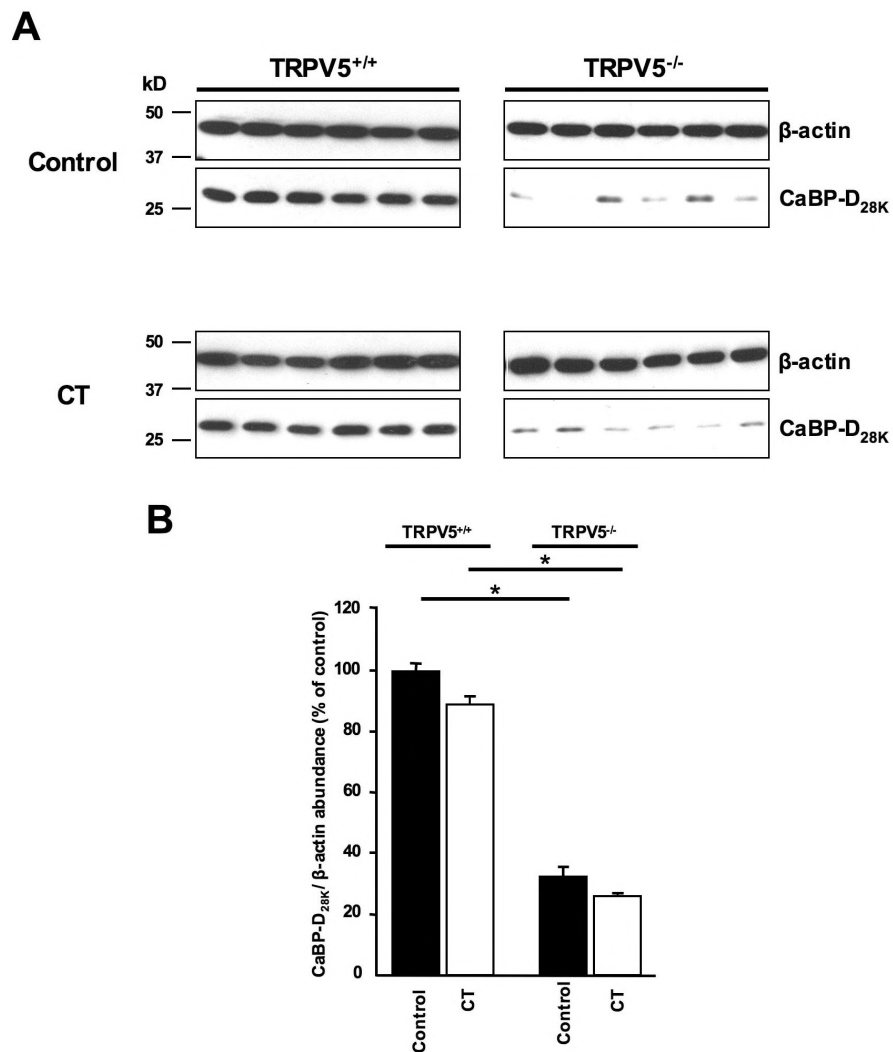 A
TRPV5+/+ TRPV5-/-
kD
50
β-actin
Control
37
25
CaBP-D28K
50
β-actin
37
CT
25
CaBP-D28K
B
TRPV5+/+ TRPV5-/-
*
*
CaBP-D28K/ β-actin abundance (% of control)
120
100
80
60
40
20
0
Control CT Control CT